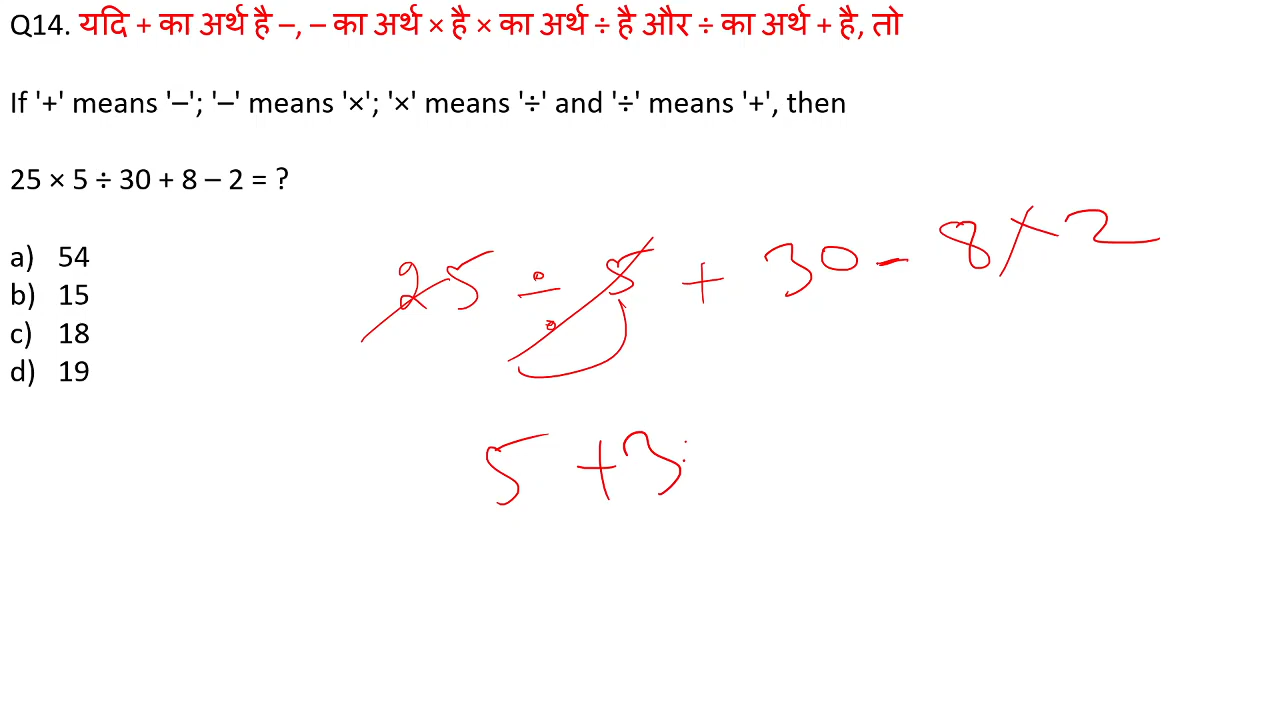 Q14. यदि + का अर्थ है –, – का अर्थ × है × का अर्थ ÷ है और ÷ का अर्थ + है, तो
If '+' means '–'; '–' means '×'; '×' means '÷' and '÷' means '+', then
25 × 5 ÷ 30 + 8 – 2 = ?
a) 54
b) 15
c) 18
d) 19
25 ÷ 5 + 30 - 8 × 2
5 + 3